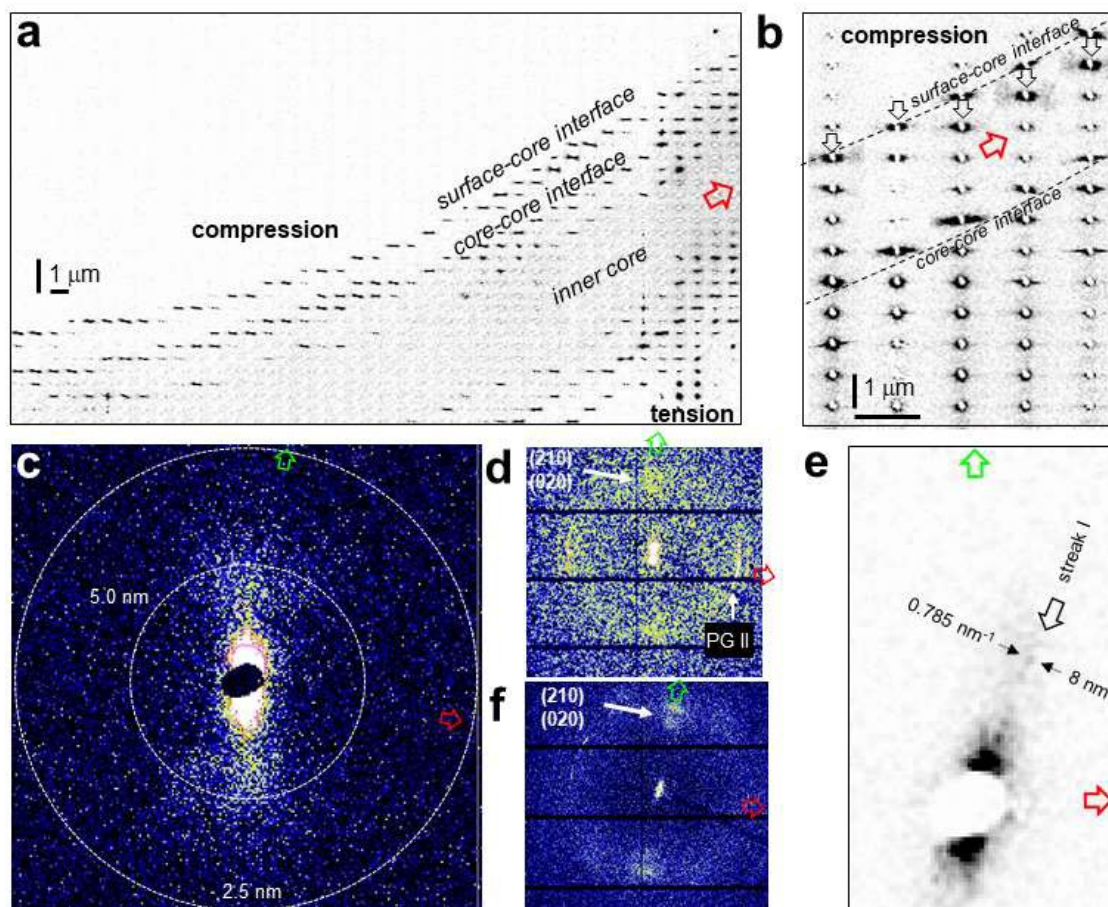 a
surface-core interface
core-core interface
compression
inner core
1 μm
tension
b
compression
surface-core interface
core-core interface
1 μm
c
5.0 nm
2.5 nm
d
(210)
(020)
PG II
e
streak I
0.785 nm⁻¹
8 nm
f
(210)
(020)